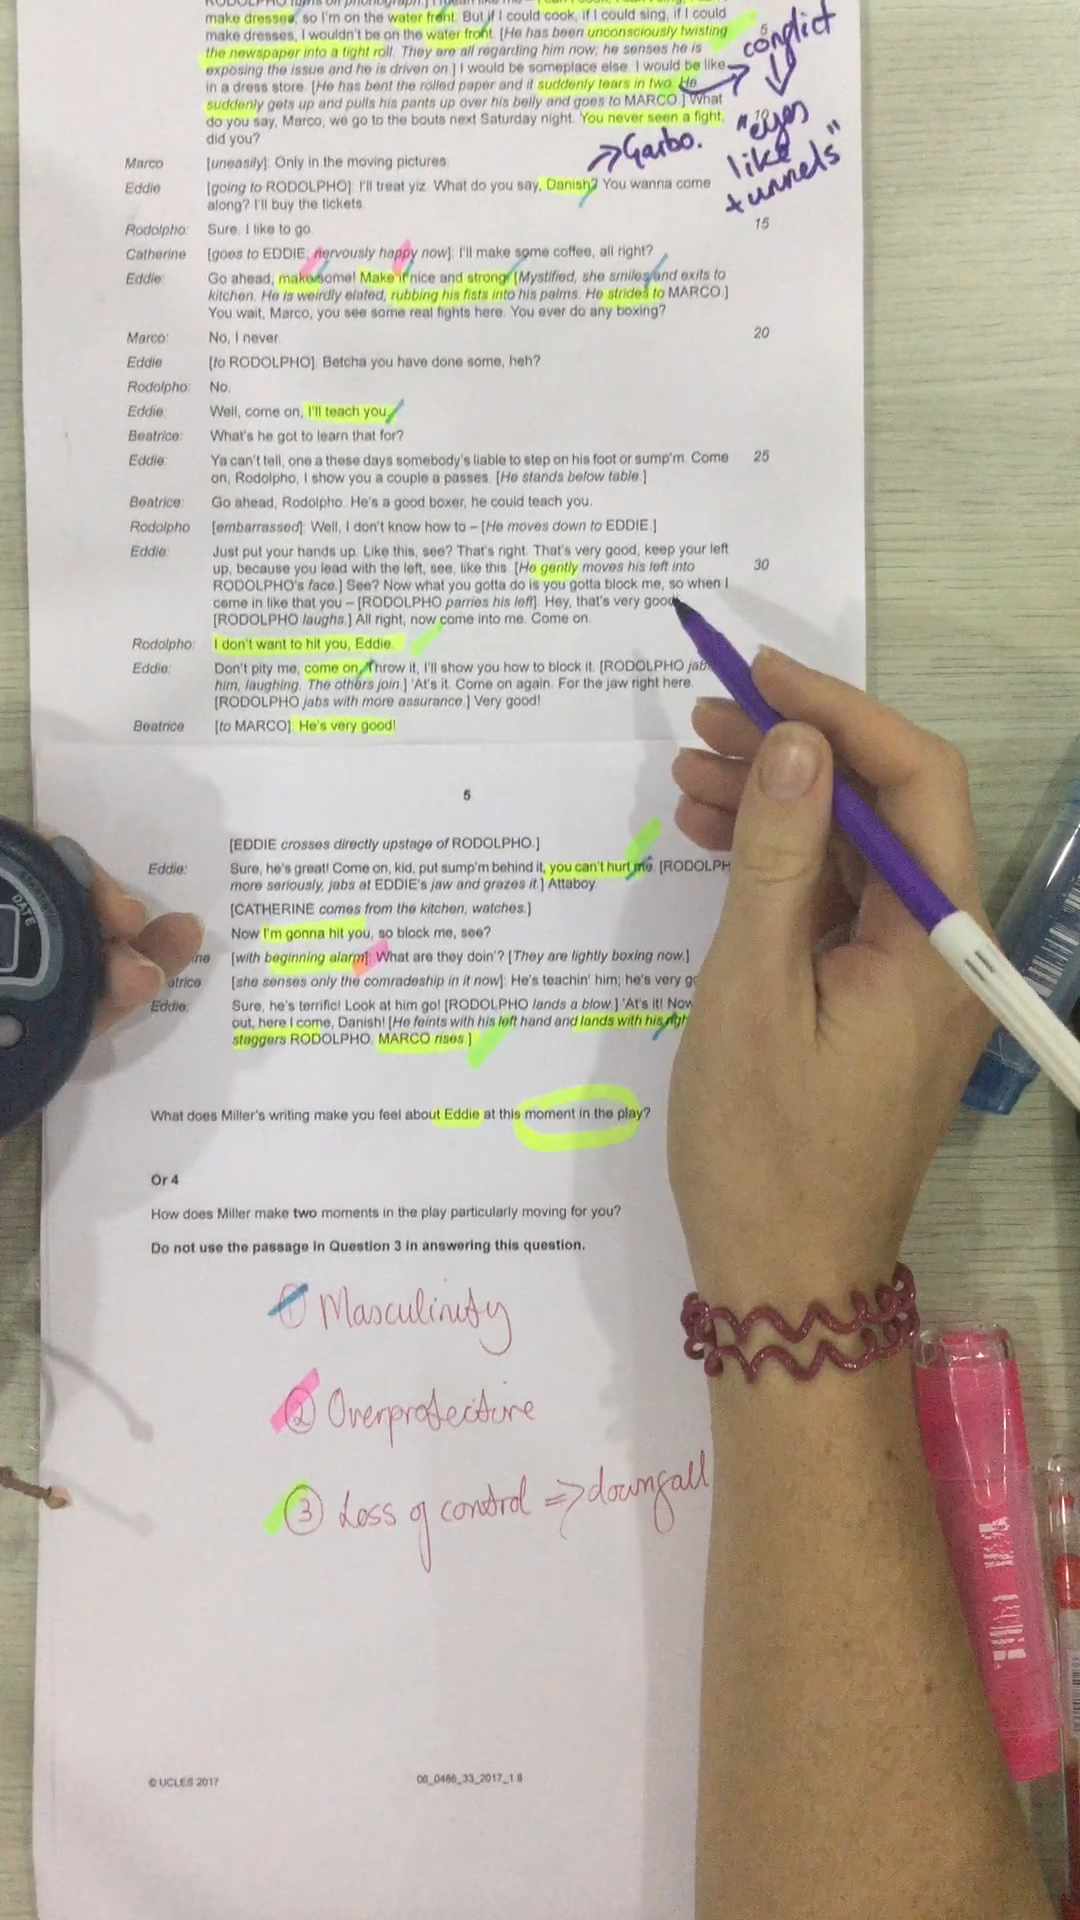 make dresses, so I'm on the water front. But if I could cook, if I could sing, if I could
make dresses, I wouldn't be on the water front. [He has been unconsciously twisting
the newspaper into a tight roll. They are all regarding him now; he senses he is
exposing the issue and he is driven on.] I would be someplace else. I would be like
in a dress store. [He has bent the rolled paper and it suddenly tears in two. He
suddenly gets up and pulls his pants up over his belly and goes to MARCO.] What
do you say, Marco, we go to the bouts next Saturday night. You never seen a fight,
did you?
5
conflict
10
"eyes
like
tunnels"
→ Garbo.
Marco [uneasily]: Only in the moving pictures.
Eddie [going to RODOLPHO]: I'll treat yiz. What do you say, Danish? You wanna come
along? I'll buy the tickets.
Rodolpho: Sure. I like to go. 15
Catherine [goes to EDDIE; nervously happy now]: I'll make some coffee, all right?
Eddie: Go ahead, make some! Make it nice and strong! [Mystified, she smiles and exits to
kitchen. He is weirdly elated, rubbing his fists into his palms. He strides to MARCO.]
You wait, Marco, you see some real fights here. You ever do any boxing?
Marco: No, I never. 20
Eddie [to RODOLPHO]: Betcha you have done some, heh?
Rodolpho: No.
Eddie: Well, come on, I'll teach you.
Beatrice: What's he got to learn that for?
Eddie: Ya can't tell, one a these days somebody's liable to step on his foot or sump'm. Come 25
on, Rodolpho, I show you a couple a passes. [He stands below table.]
Beatrice: Go ahead, Rodolpho. He's a good boxer, he could teach you.
Rodolpho [embarrassed]: Well, I don't know how to – [He moves down to EDDIE.]
Eddie: Just put your hands up. Like this, see? That's right. That's very good, keep your left
up, because you lead with the left, see, like this. [He gently moves his left into 30
RODOLPHO's face.] See? Now what you gotta do is you gotta block me, so when I
come in like that you – [RODOLPHO parries his left]. Hey, that's very good!
[RODOLPHO laughs.] All right, now come into me. Come on.
Rodolpho: I don't want to hit you, Eddie.
Eddie: Don't pity me, come on. Throw it, I'll show you how to block it. [RODOLPHO jab
him, laughing. The others join.] 'At's it. Come on again. For the jaw right here.
[RODOLPHO jabs with more assurance.] Very good!
Beatrice [to MARCO]: He's very good!
5
[EDDIE crosses directly upstage of RODOLPHO.]
Eddie: Sure, he's great! Come on, kid, put sump'm behind it, you can't hurt me. [RODOLPH
more seriously, jabs at EDDIE's jaw and grazes it.] Attaboy.
[CATHERINE comes from the kitchen, watches.]
Now I'm gonna hit you, so block me, see?
ne [with beginning alarm]: What are they doin'? [They are lightly boxing now.]
atrice [she senses only the comradeship in it now]: He's teachin' him; he's very go
Eddie: Sure, he's terrific! Look at him go! [RODOLPHO lands a blow.] 'At's it! Now
out, here I come, Danish! [He feints with his left hand and lands with his righ
staggers RODOLPHO. MARCO rises.]
What does Miller's writing make you feel about Eddie at this moment in the play?
Or 4
How does Miller make two moments in the play particularly moving for you?
Do not use the passage in Question 3 in answering this question.
① Masculinity
② Overprotective
③ Loss of control => downfall
© UCLES 2017 06_0486_33_2017_1.8
START
DATE